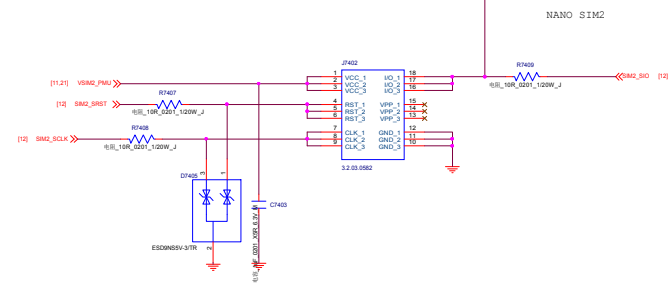 NANO SIM2
J7402
R7409
[11,21] VSIM2_PMU
1 VCC_1 I/O_1 18
2 VCC_2 I/O_2 17
3 VCC_3 I/O_3 16
SIM2_SIO [12]
电阻_10R_0201_1/20W_J
R7407
[12] SIM2_SRST
4 RST_1 VPP_1 15
5 RST_2 VPP_2 14
6 RST_3 VPP_3 13
电阻_10R_0201_1/20W_J
R7408
[12] SIM2_SCLK
7 CLK_1 GND_1 12
8 CLK_2 GND_2 11
9 CLK_3 GND_3 10
电阻_10R_0201_1/20W_J
3.2.03.0582
D7405
3 1
C7403
2
ESD9N5SV-3/TR